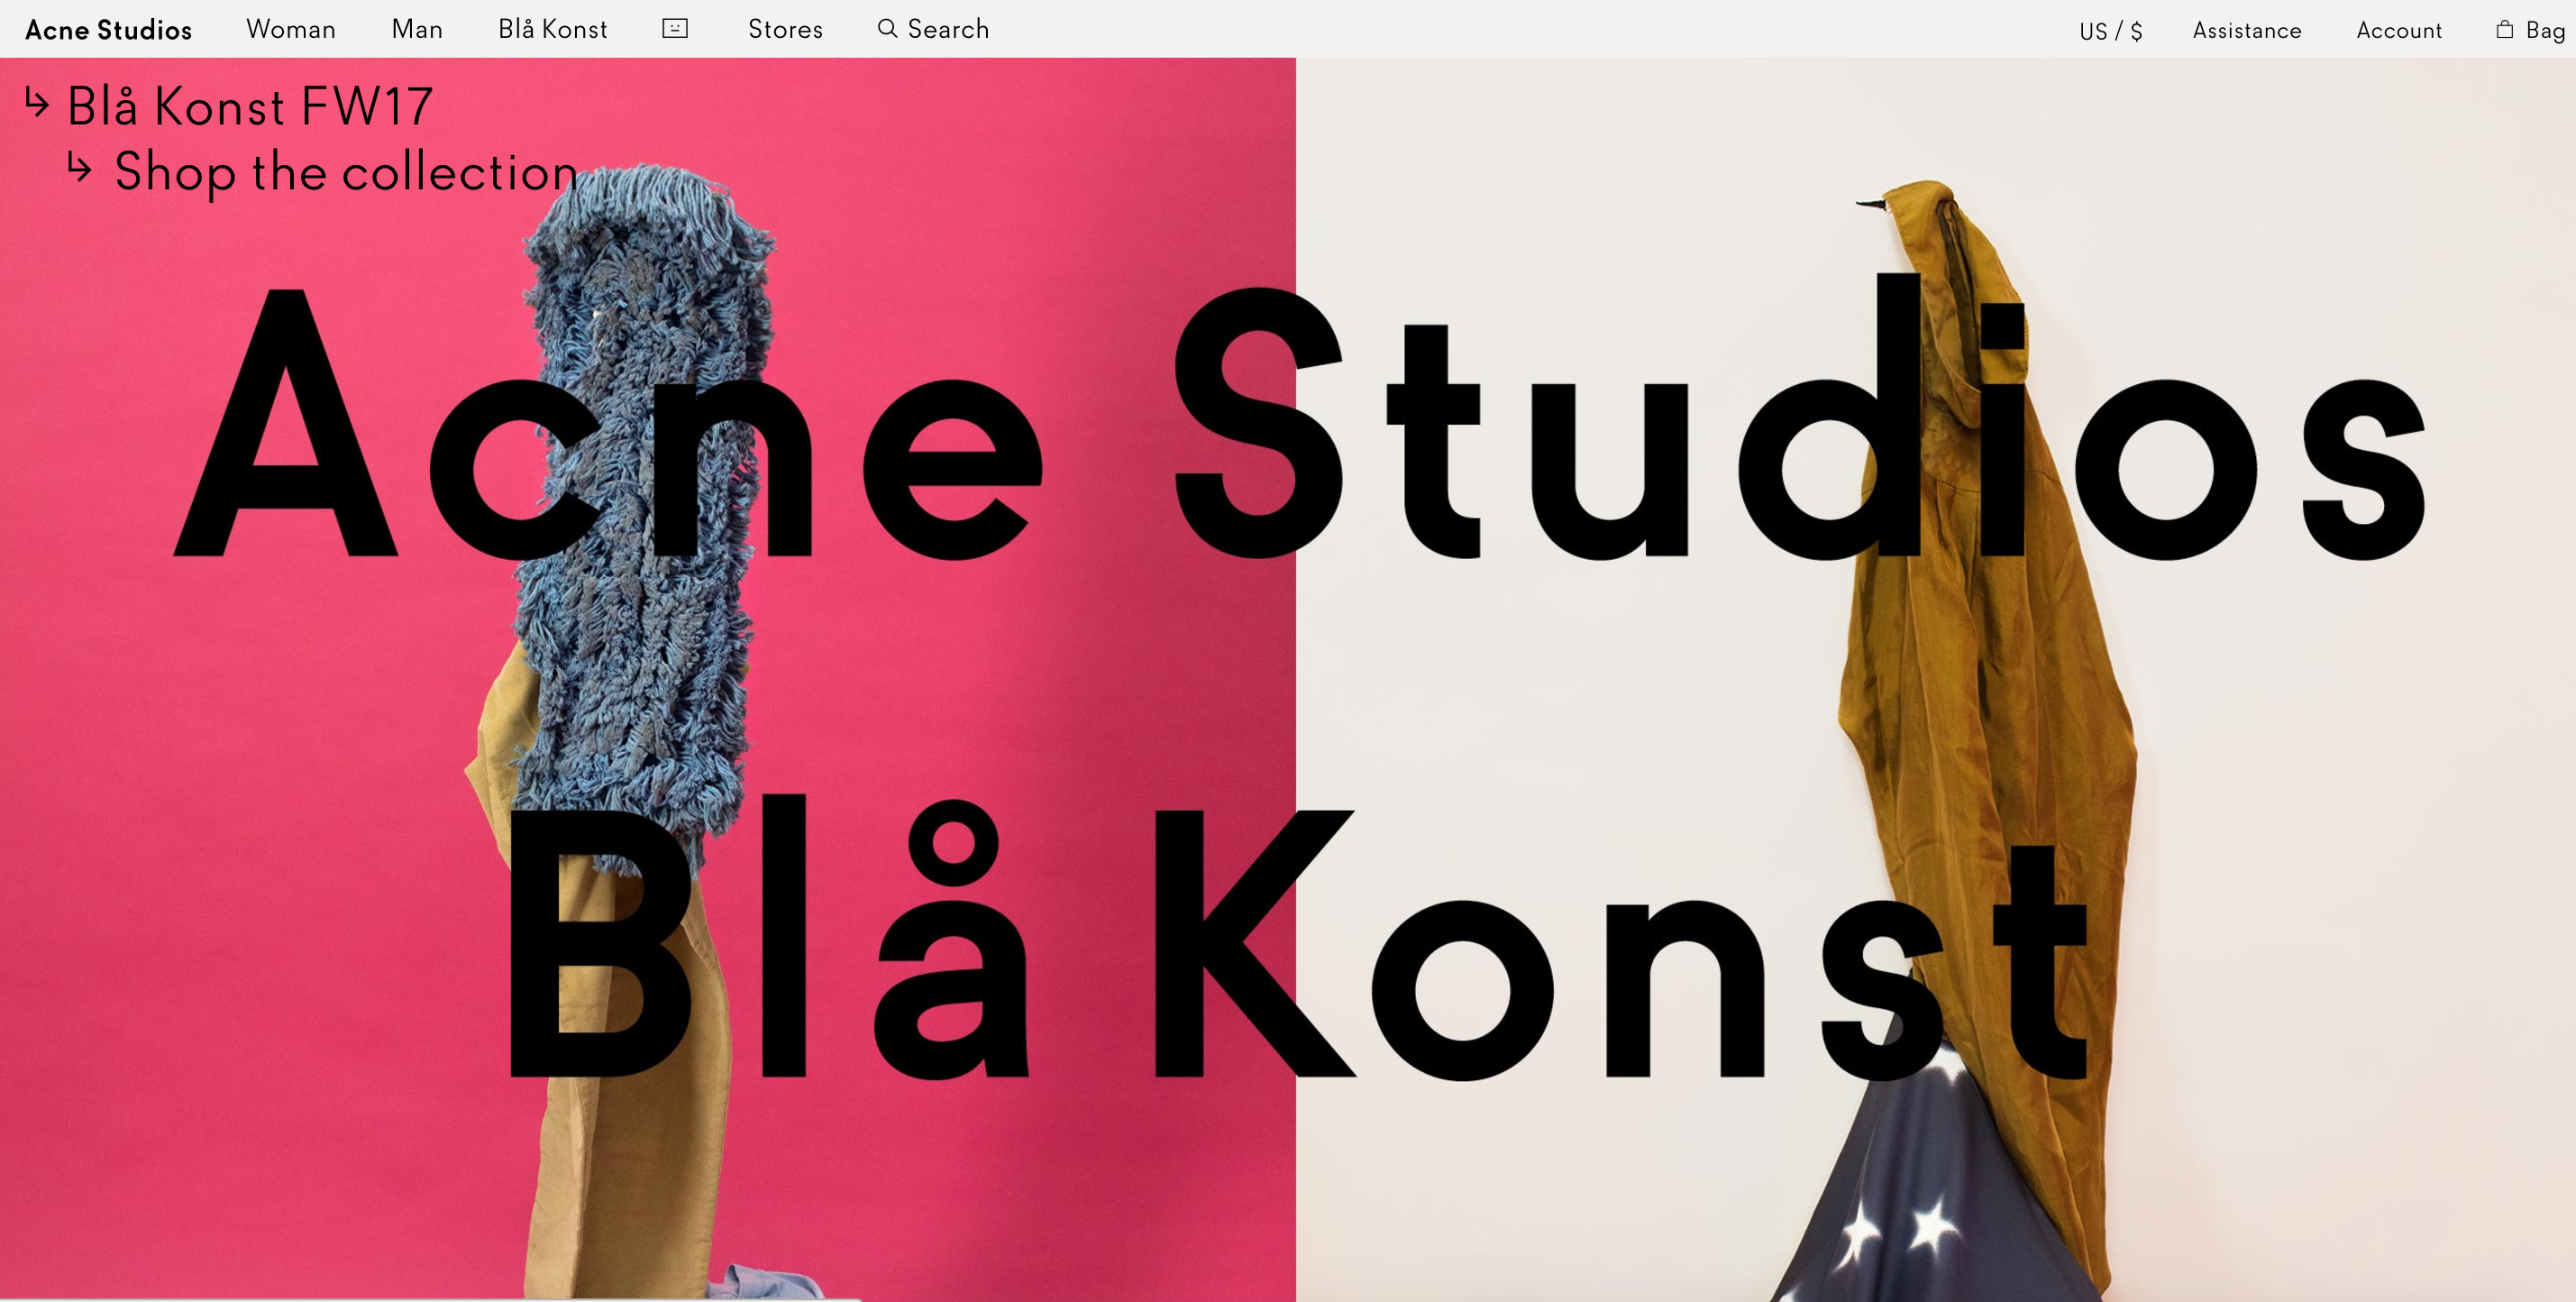 Acne Studios Woman Man Blå Konst Stores Search US / $ Assistance Account Bag
Blå Konst FW17
Shop the collection
Acne Studios
Blå Konst